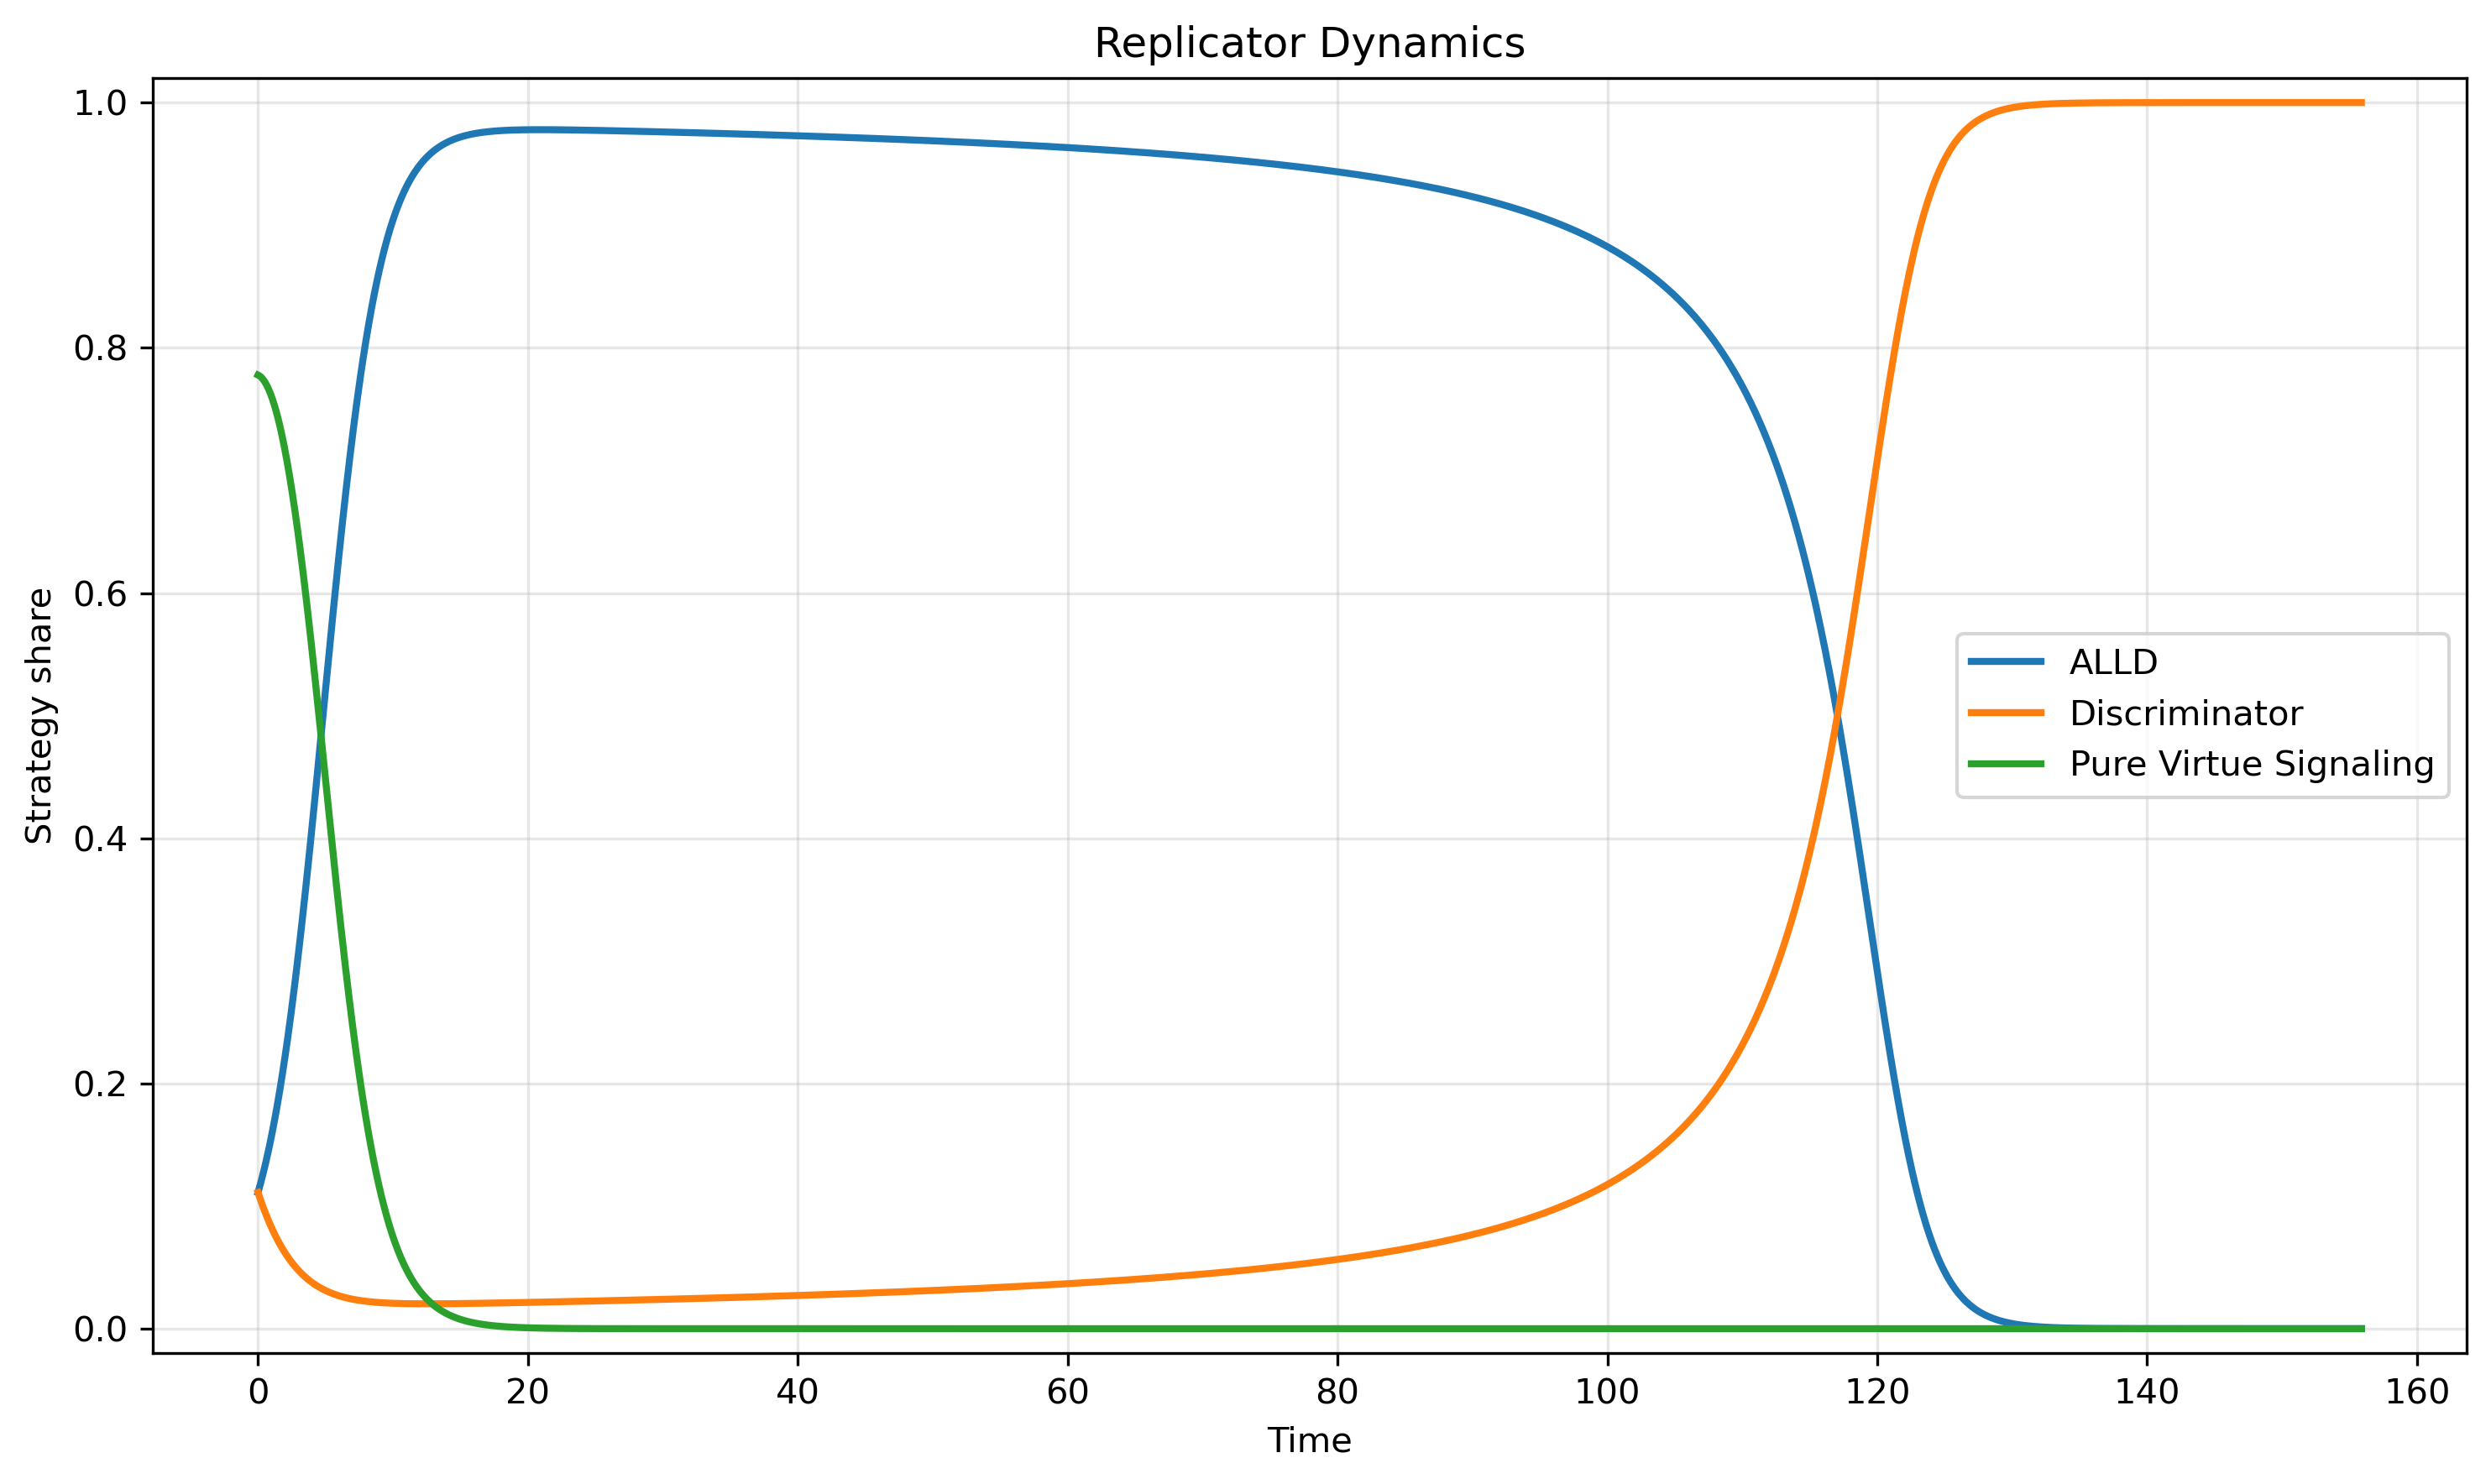 Replicator Dynamics
Strategy share
1.0
0.8
0.6
0.4
0.2
0.0
ALLD
Discriminator
Pure Virtue Signaling
0 20 40 60 80 100 120 140 160
Time